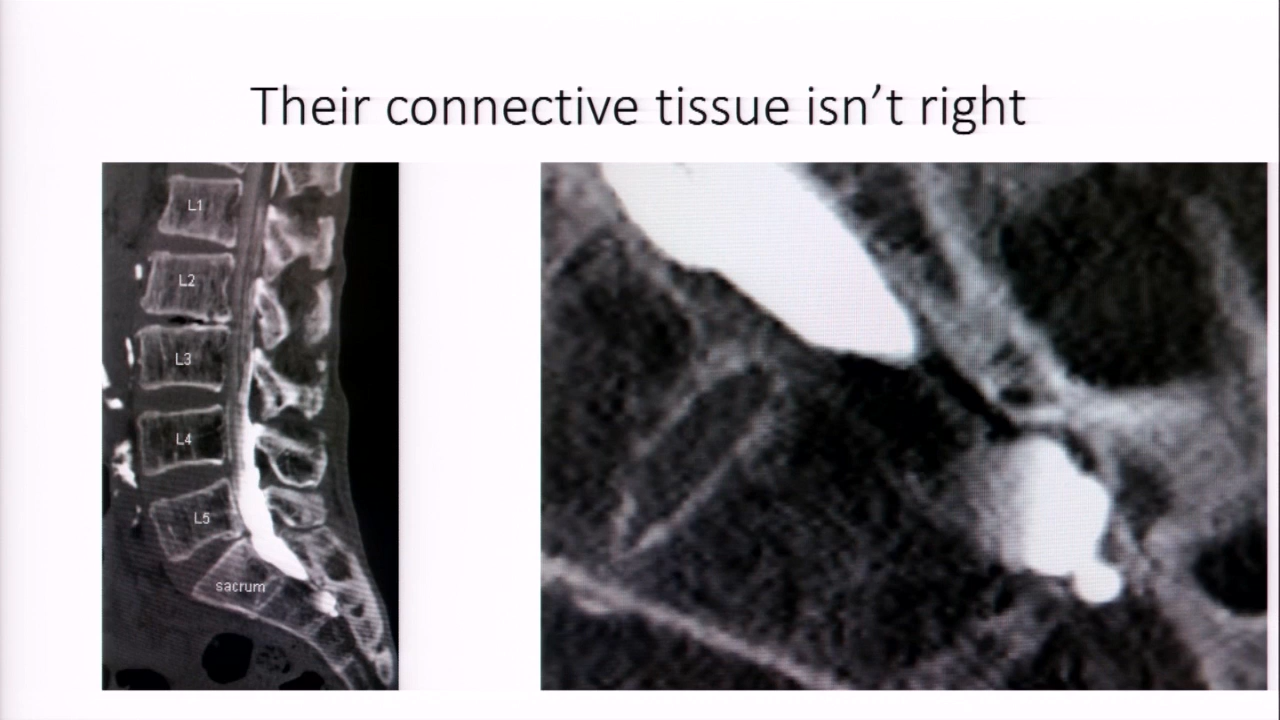 Their connective tissue isn’t right
L1
L2
L3
L4
L5
sacrum